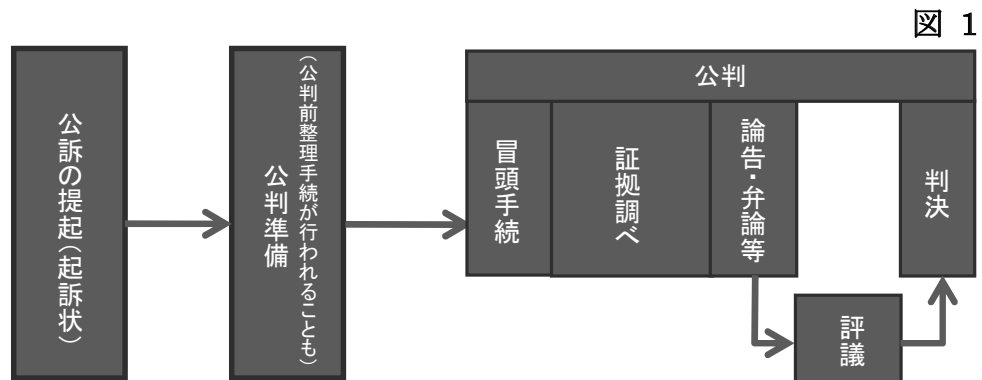 図 1
公訴の提起（起訴状）
公判準備
（公判前整理手続が行われることも）
公判
冒頭手続
証拠調べ
論告・弁論等
評議
判決